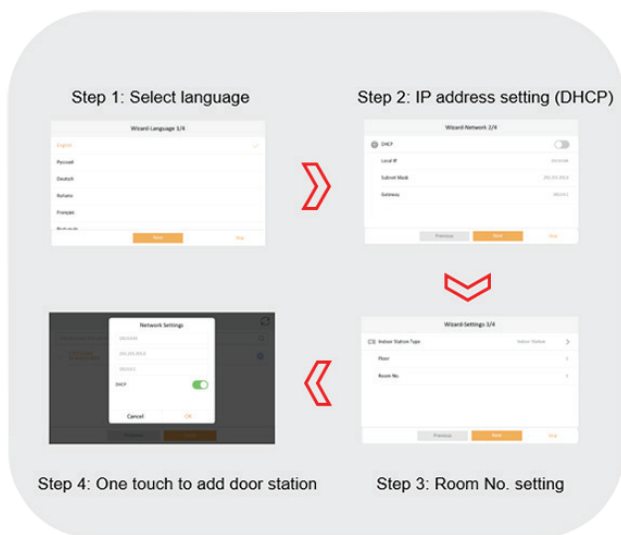 Step 1: Select language
Wizard-Language 1/4
English
Русский
Deutsch
Italiano
Français
Next
Skip
Step 2: IP address setting (DHCP)
Wizard-Network 2/4
DHCP
Local IP
Subnet Mask
Gateway
Previous
Next
Skip
Wizard-Settings 3/4
Indoor Station Type
Indoor Station
Floor
Room No.
Previous
Next
Skip
Step 3: Room No. setting
Network Settings
DHCP
Cancel
OK
Step 4: One touch to add door station